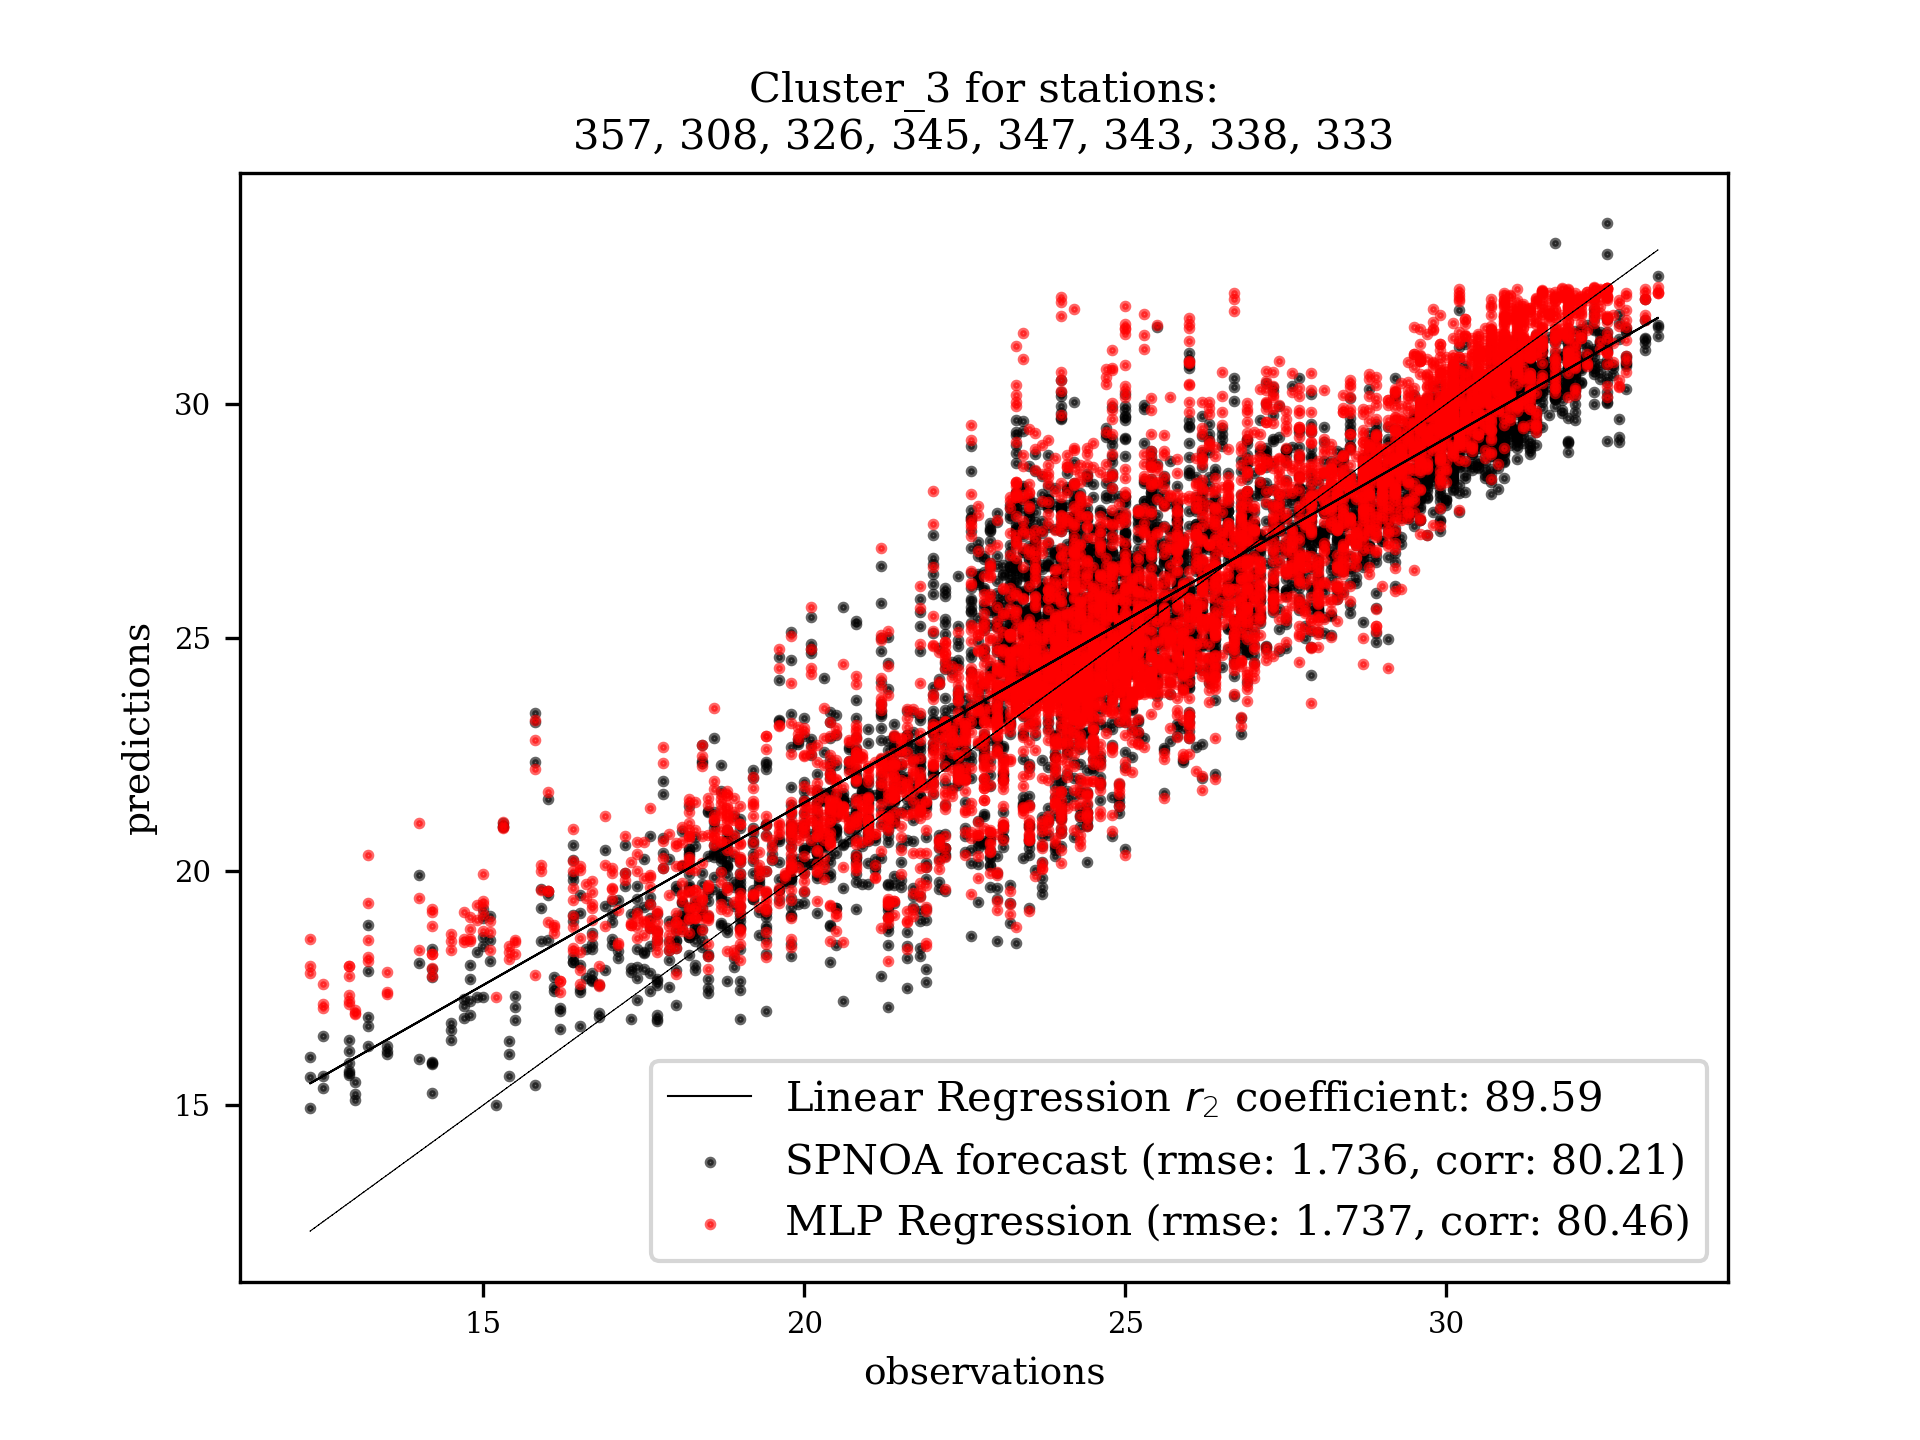 Cluster_3 for stations:
357, 308, 326, 345, 347, 343, 338, 333
predictions
30
25
20
15
Linear Regression r₂ coefficient: 89.59
SPNOA forecast (rmse: 1.736, corr: 80.21)
MLP Regression (rmse: 1.737, corr: 80.46)
15 20 25 30
observations